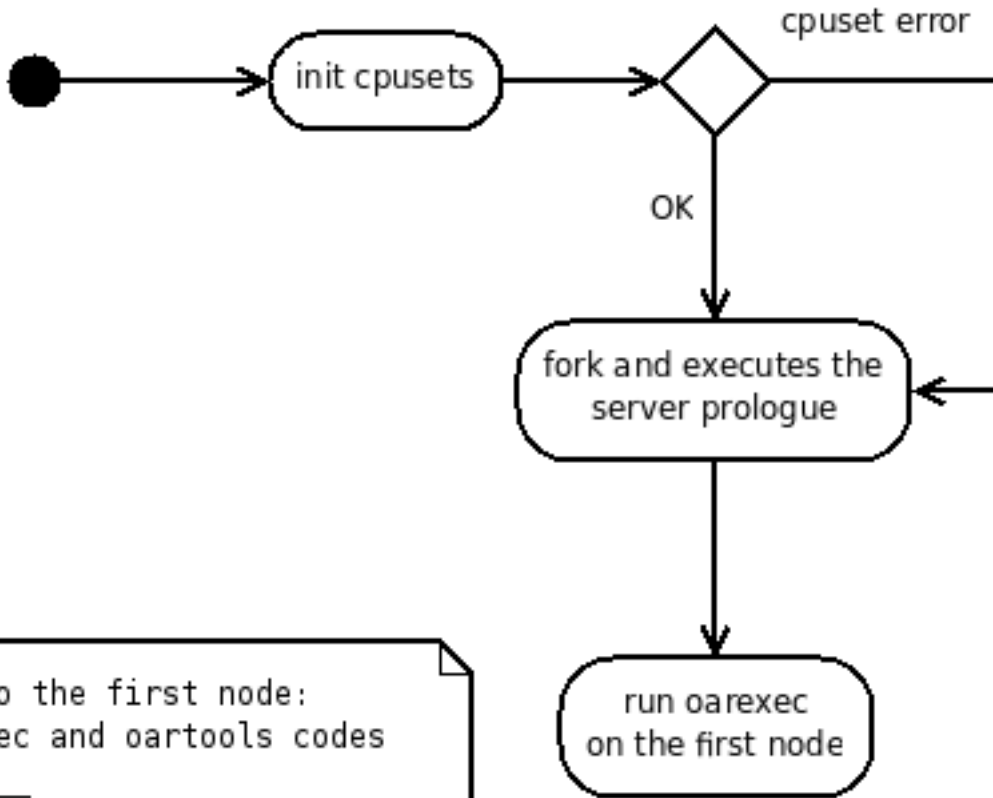 cpuset error
init cpusets
OK
fork and executes the
server prologue
the first node:
and oartools codes
run oarexec
on the first node